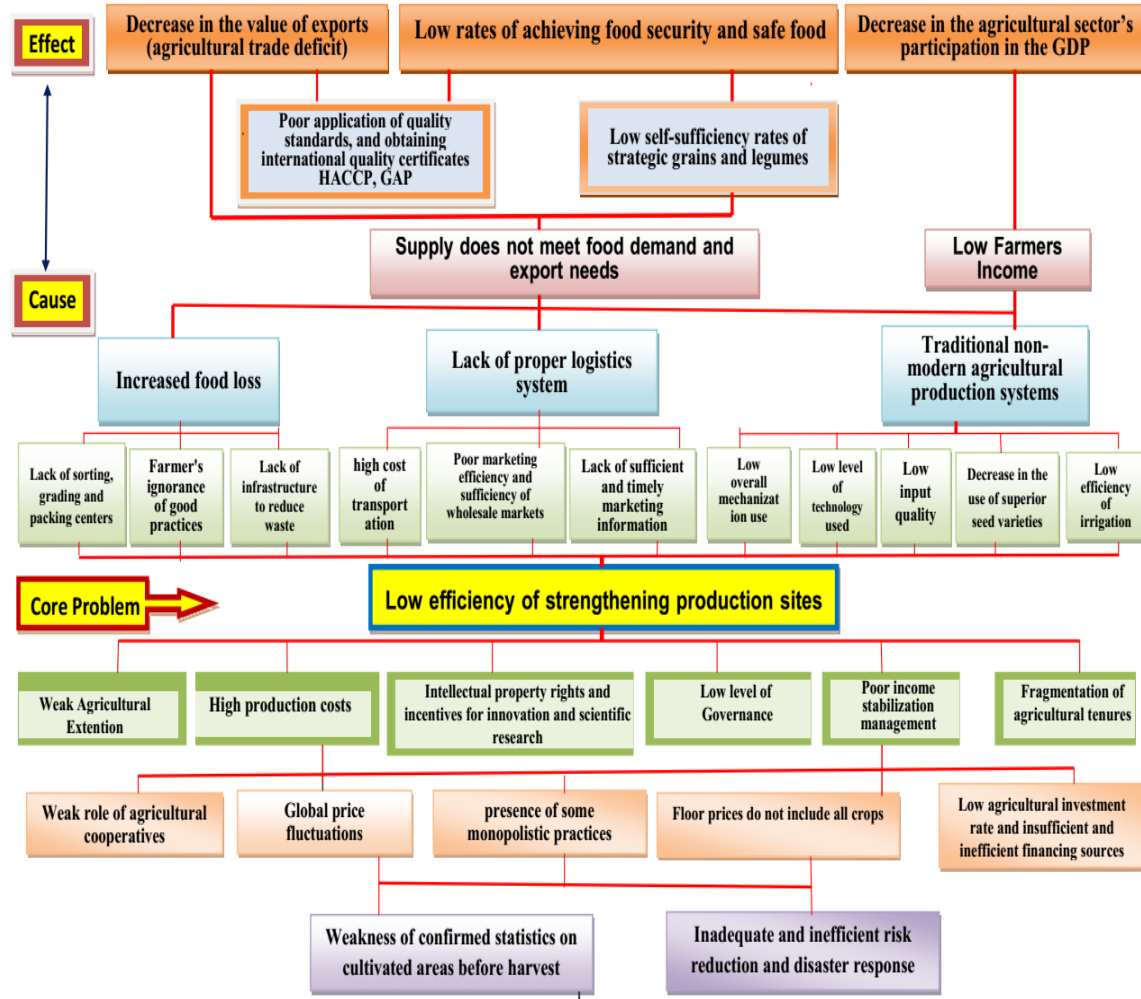 Effect
Decrease in the value of exports
(agricultural trade deficit)
Low rates of achieving food security and safe food
Decrease in the agricultural sector's
participation in the GDP
Poor application of quality
standards, and obtaining
international quality certificates
HACCP, GAP
Low self-sufficiency rates of
strategic grains and legumes
Supply does not meet food demand and
export needs
Low Farmers
Income
Cause
Increased food loss
Lack of proper logistics
system
Traditional non-
modern agricultural
production systems
Lack of sorting,
grading and
packing centers
Farmer's
ignorance
of good
practices
Lack of
infrastructure
to reduce
waste
high cost
of
transport
ation
Poor marketing
efficiency and
sufficiency of
wholesale markets
Lack of sufficient
and timely
marketing
information
Low
overall
mechanizat
ion use
Low level
of
technology
used
Low
input
quality
Decrease in the
use of superior
seed varieties
Low
efficiency
of
irrigation
Core Problem
Low efficiency of strengthening production sites
Weak Agricultural
Extention
High production costs
Intellectual property rights and
incentives for innovation and scientific
research
Low level of
Governance
Poor income
stabilization
management
Fragmentation of
agricultural tenures
Weak role of agricultural
cooperatives
Global price
fluctuations
presence of some
monopolistic practices
Floor prices do not include all crops
Low agricultural investment
rate and insufficient and
inefficient financing sources
Weakness of confirmed statistics on
cultivated areas before harvest
Inadequate and inefficient risk
reduction and disaster response